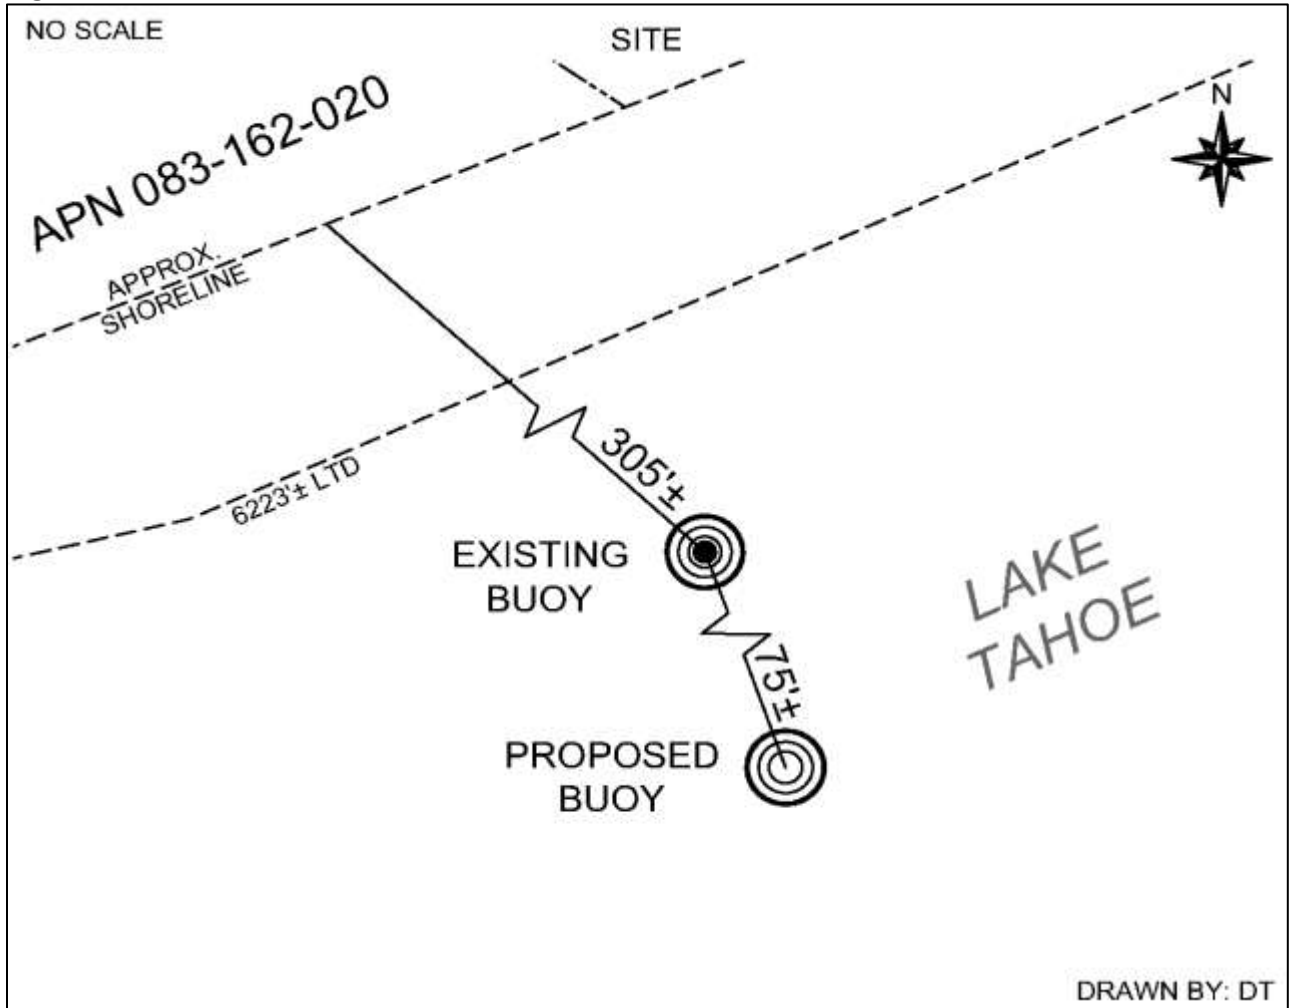 NO SCALE
SITE
N
APN 083-162-020
APPROX.
SHORELINE
6223'± LTD
305'±
EXISTING
BUOY
LAKE
TAHOE
75'±
PROPOSED
BUOY
DRAWN BY: DT